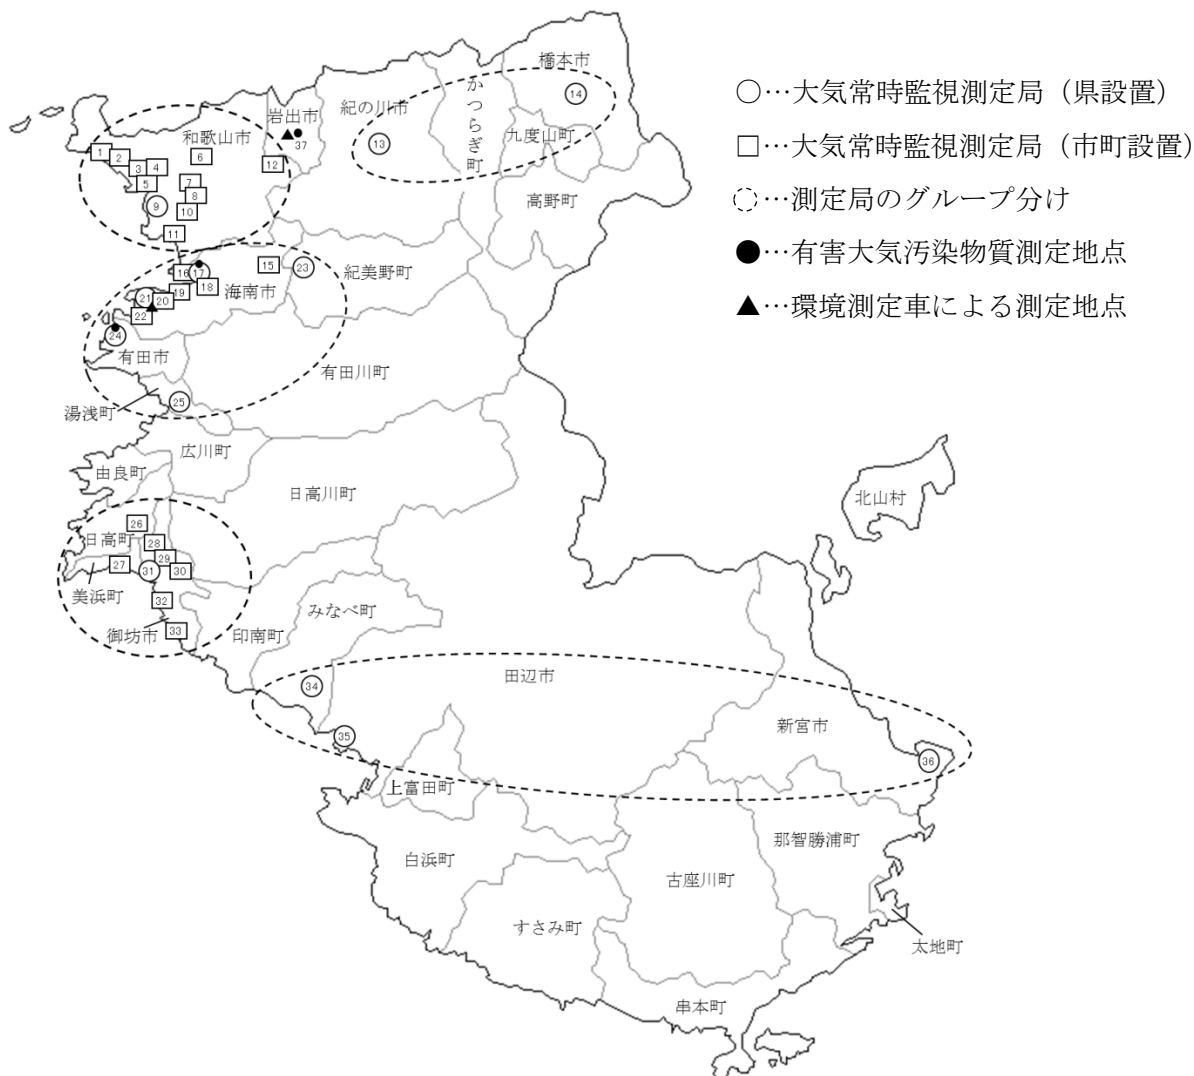 橋本市
紀の川市
かつらぎ町
14
岩出市
和歌山市
九度山町
13
37
1
2
3
4
5
6
7
8
9
10
11
12
高野町
紀美野町
15
23
16
17
18
海南市
19
20
21
22
24
有田市
有田川町
25
湯浅町
広川町
由良町
日高川町
北山村
26
日高町
28
29
27
31
30
美浜町
32
みなべ町
御坊市
33
印南町
田辺市
34
35
新宮市
36
上富田町
那智勝浦町
白浜町
古座川町
すさみ町
太地町
串本町
○…大気常時監視測定局（県設置）
□…大気常時監視測定局（市町設置）
◌…測定局のグループ分け
●…有害大気汚染物質測定地点
▲…環境測定車による測定地点